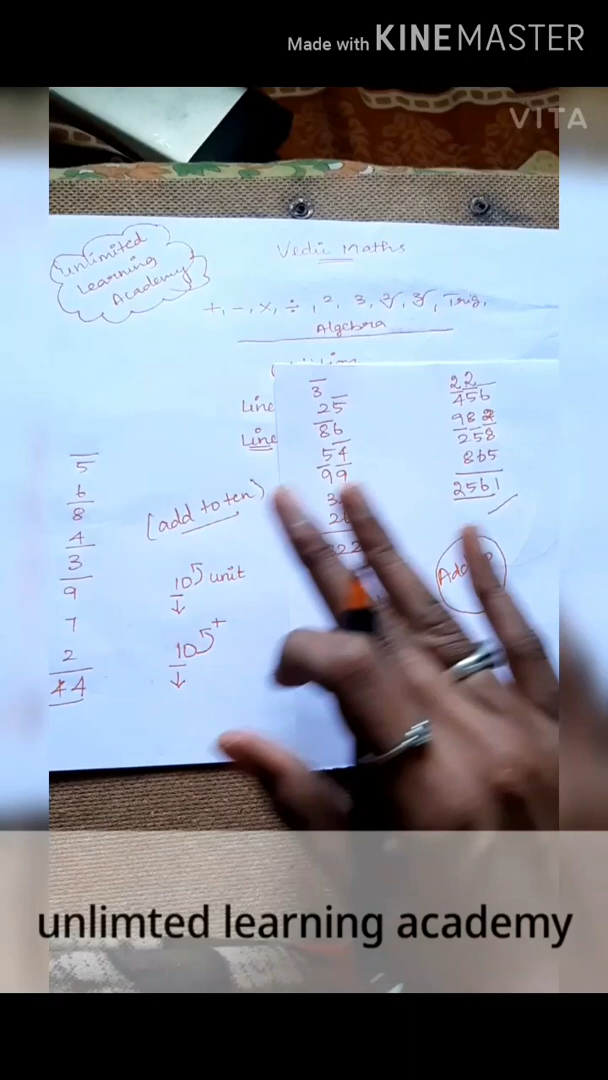 Made with KINEMASTER
VITA
Unlimited
Learning
Academy
Vedic Maths
+, -, ×, ÷, 2, 3, ∛, Trig,
Algebra
Line
Line
(add to ten)
5
6
8
4
3
9
7
2
44
10 5 unit
10 5 +
3
25
86
54
99
22
456
982
258
865
2561
unlimted learning academy